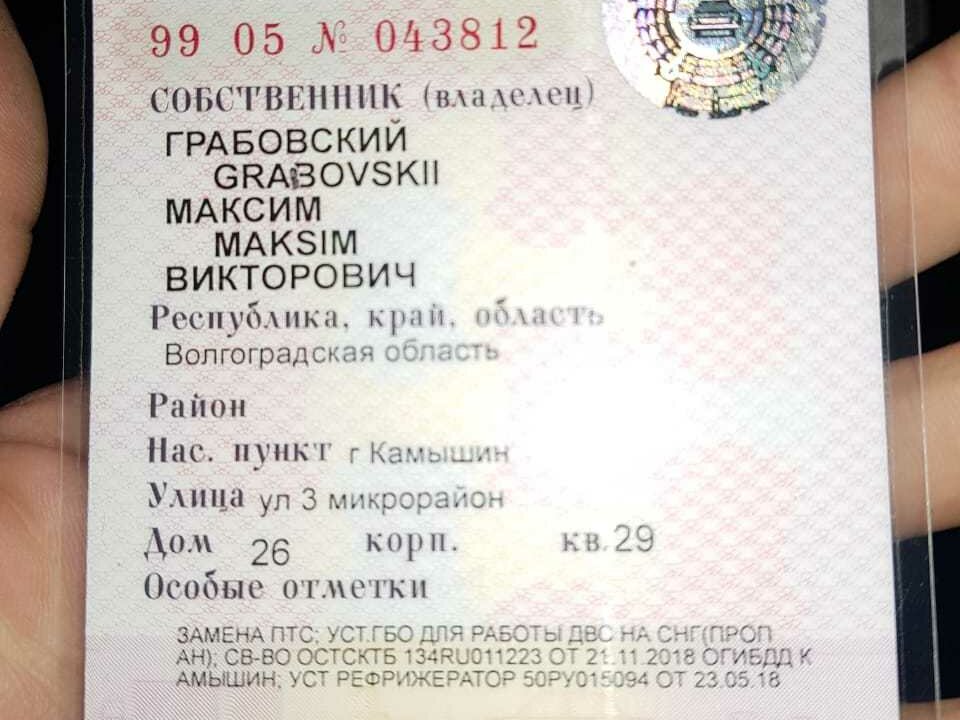 99 05 № 043812
СОБСТВЕННИК (владелец)
ГРАБОВСКИЙ
GRABOVSKII
МАКСИМ
MAKSIM
ВИКТОРОВИЧ
Республика, край, область
Волгоградская область
Район
Нас. пункт г Камышин
Улица ул 3 микрорайон
Дом 26 корп. кв. 29
Особые отметки
ЗАМЕНА ПТС; УСТ.ГБО ДЛЯ РАБОТЫ ДВС НА СНГ(ПРОП
АН); СВ-ВО ОСТСКТБ 134RU011223 ОТ 21.11.2018 ОГИБДД К
АМЫШИН; УСТ РЕФРИЖЕРАТОР 50РУ015094 ОТ 23.05.18